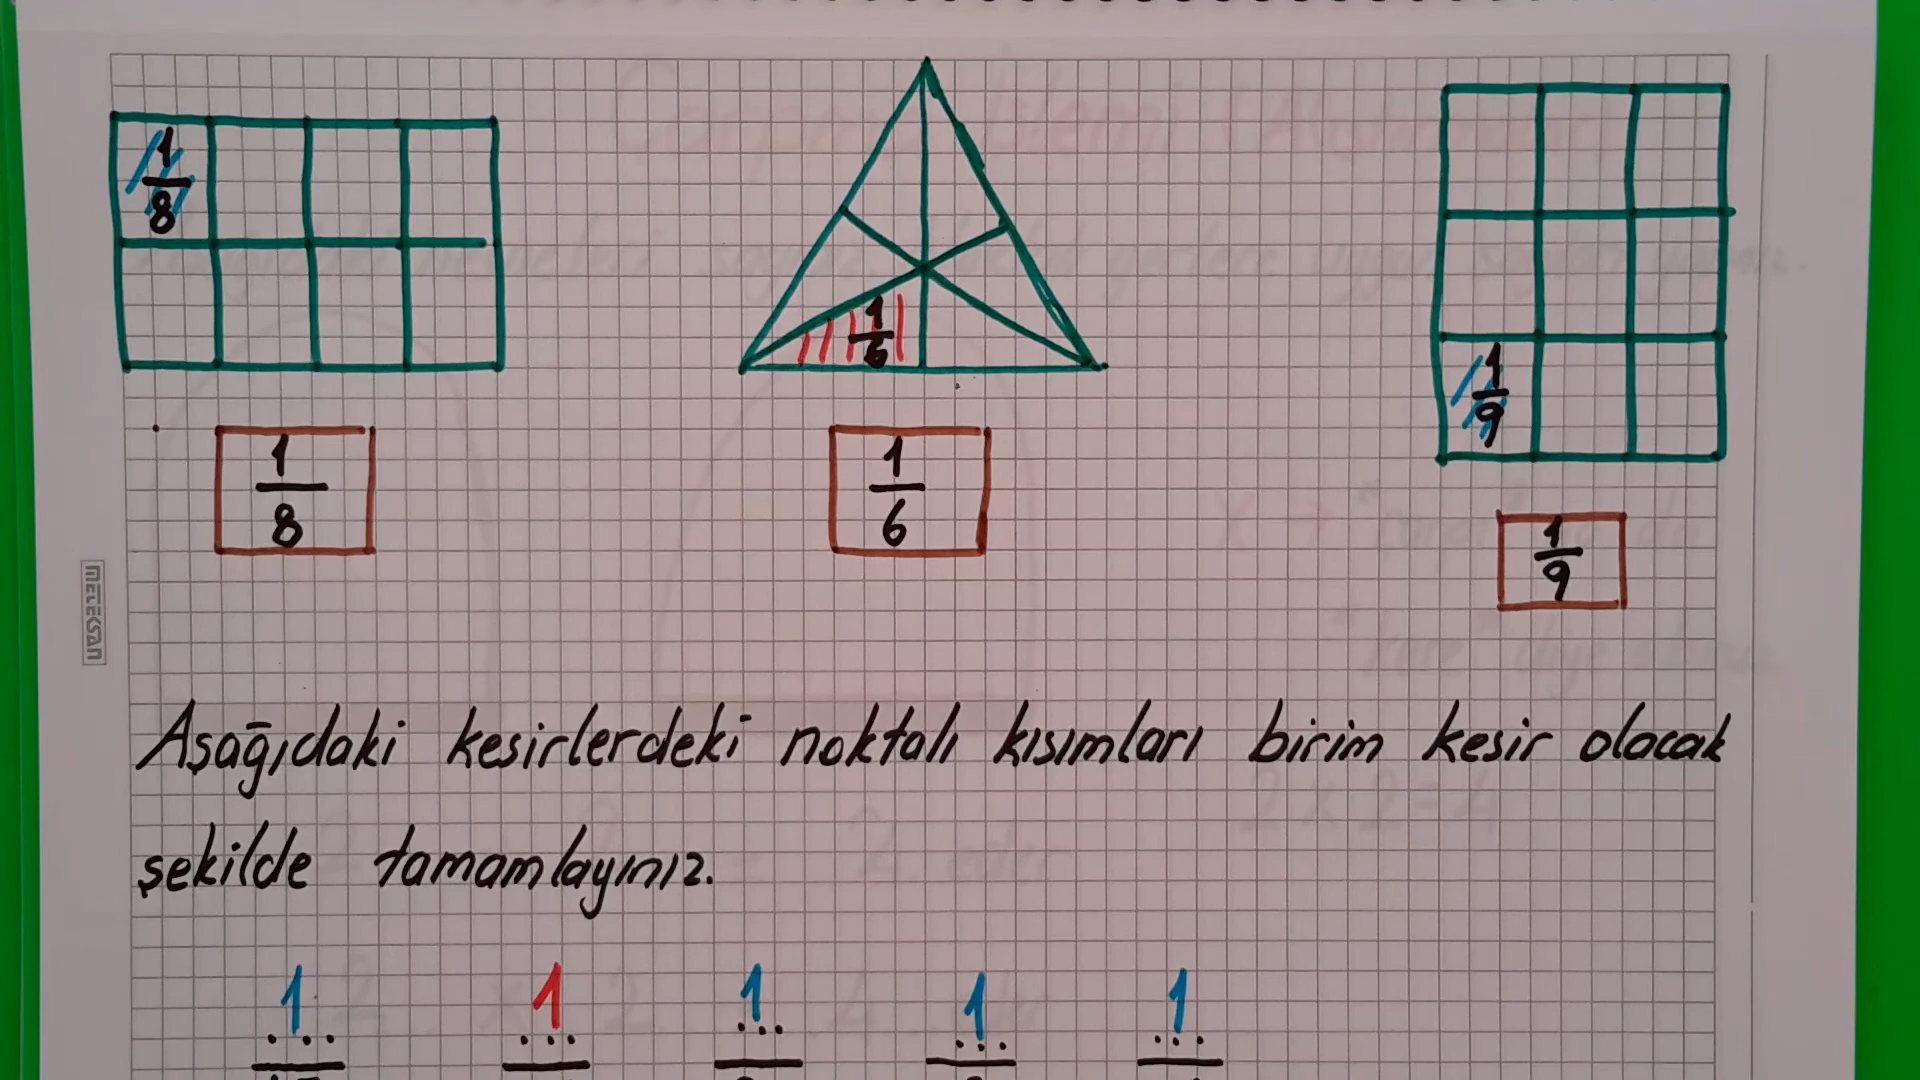 1/8
1/6
1/9
1/8
1/6
1/9
METEKSAN
Aşağıdaki kesirlerdeki noktalı kısımları birim kesir olacak
şekilde tamamlayınız.
1 1 1 1 1
... ... ... ... ...